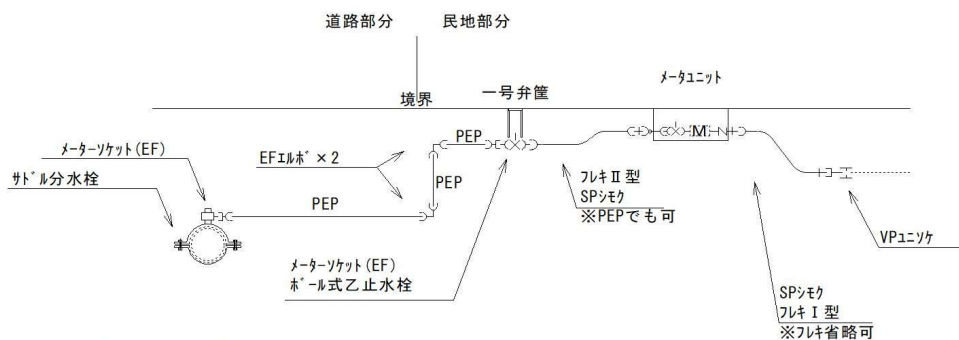 道路部分 民地部分
境界
一号弁筐
ﾒｰﾀﾕﾆｯﾄ
ﾒｰﾀｰｿｹｯﾄ(EF)
ｻﾄﾞﾙ分水栓
EFｴﾙﾎﾞ×2
PEP
PEP
PEP
M
ﾌﾚｷⅡ型
SPｼﾓｸ
※PEPでも可
VPﾕﾆｿｹ
ﾒｰﾀｰｿｹｯﾄ(EF)
ﾎﾞｰﾙ式乙止水栓
SPｼﾓｸ
ﾌﾚｷⅠ型
※ﾌﾚｷ省略可